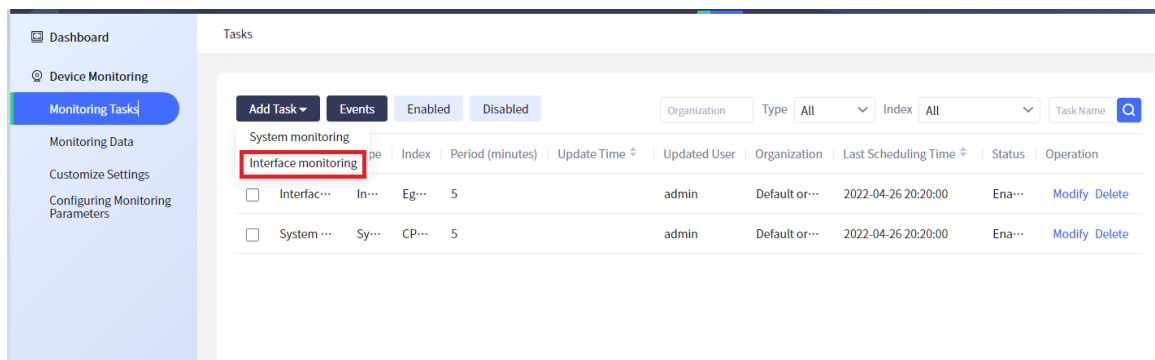 Dashboard
Tasks
Device Monitoring
Monitoring Tasks
Monitoring Data
Customize Settings
Configuring Monitoring
Parameters
Add Task Events Enabled Disabled Organization Type All Index All Task Name
System monitoring
Interface monitoring
pe Index Period (minutes) Update Time Updated User Organization Last Scheduling Time Status Operation
Interfac··· In··· Eg··· 5 admin Default or··· 2022-04-26 20:20:00 Ena··· Modify Delete
System ··· Sy··· CP··· 5 admin Default or··· 2022-04-26 20:20:00 Ena··· Modify Delete